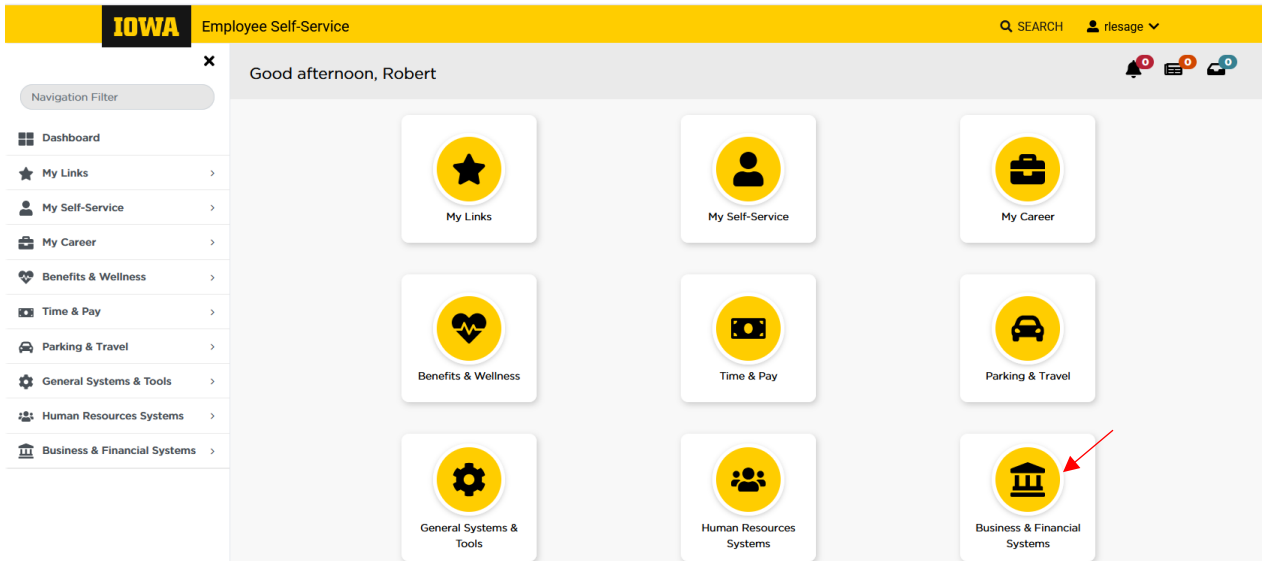 IOWA Employee Self-Service SEARCH rlesage
Good afternoon, Robert
0 0 0
Navigation Filter
Dashboard
My Links
My Self-Service
My Career
Benefits & Wellness
Time & Pay
Parking & Travel
General Systems & Tools
Human Resources Systems
Business & Financial Systems
My Links
My Self-Service
My Career
Benefits & Wellness
Time & Pay
Parking & Travel
General Systems &
Tools
Human Resources
Systems
Business & Financial
Systems